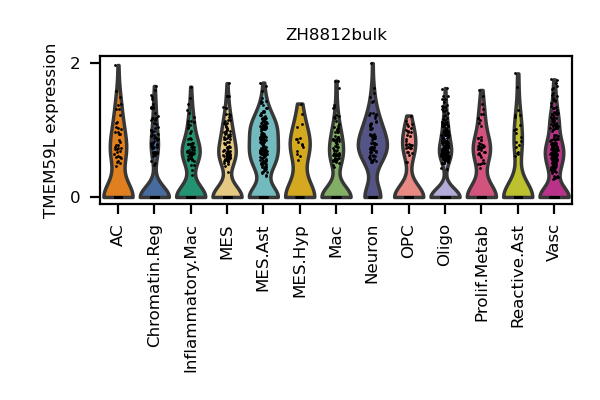 ZH8812bulk
TMEM59L expression
2
0
AC
Chromatin.Reg
Inflammatory.Mac
MES
MES.Ast
MES.Hyp
Mac
Neuron
OPC
Oligo
Prolif.Metab
Reactive.Ast
Vasc